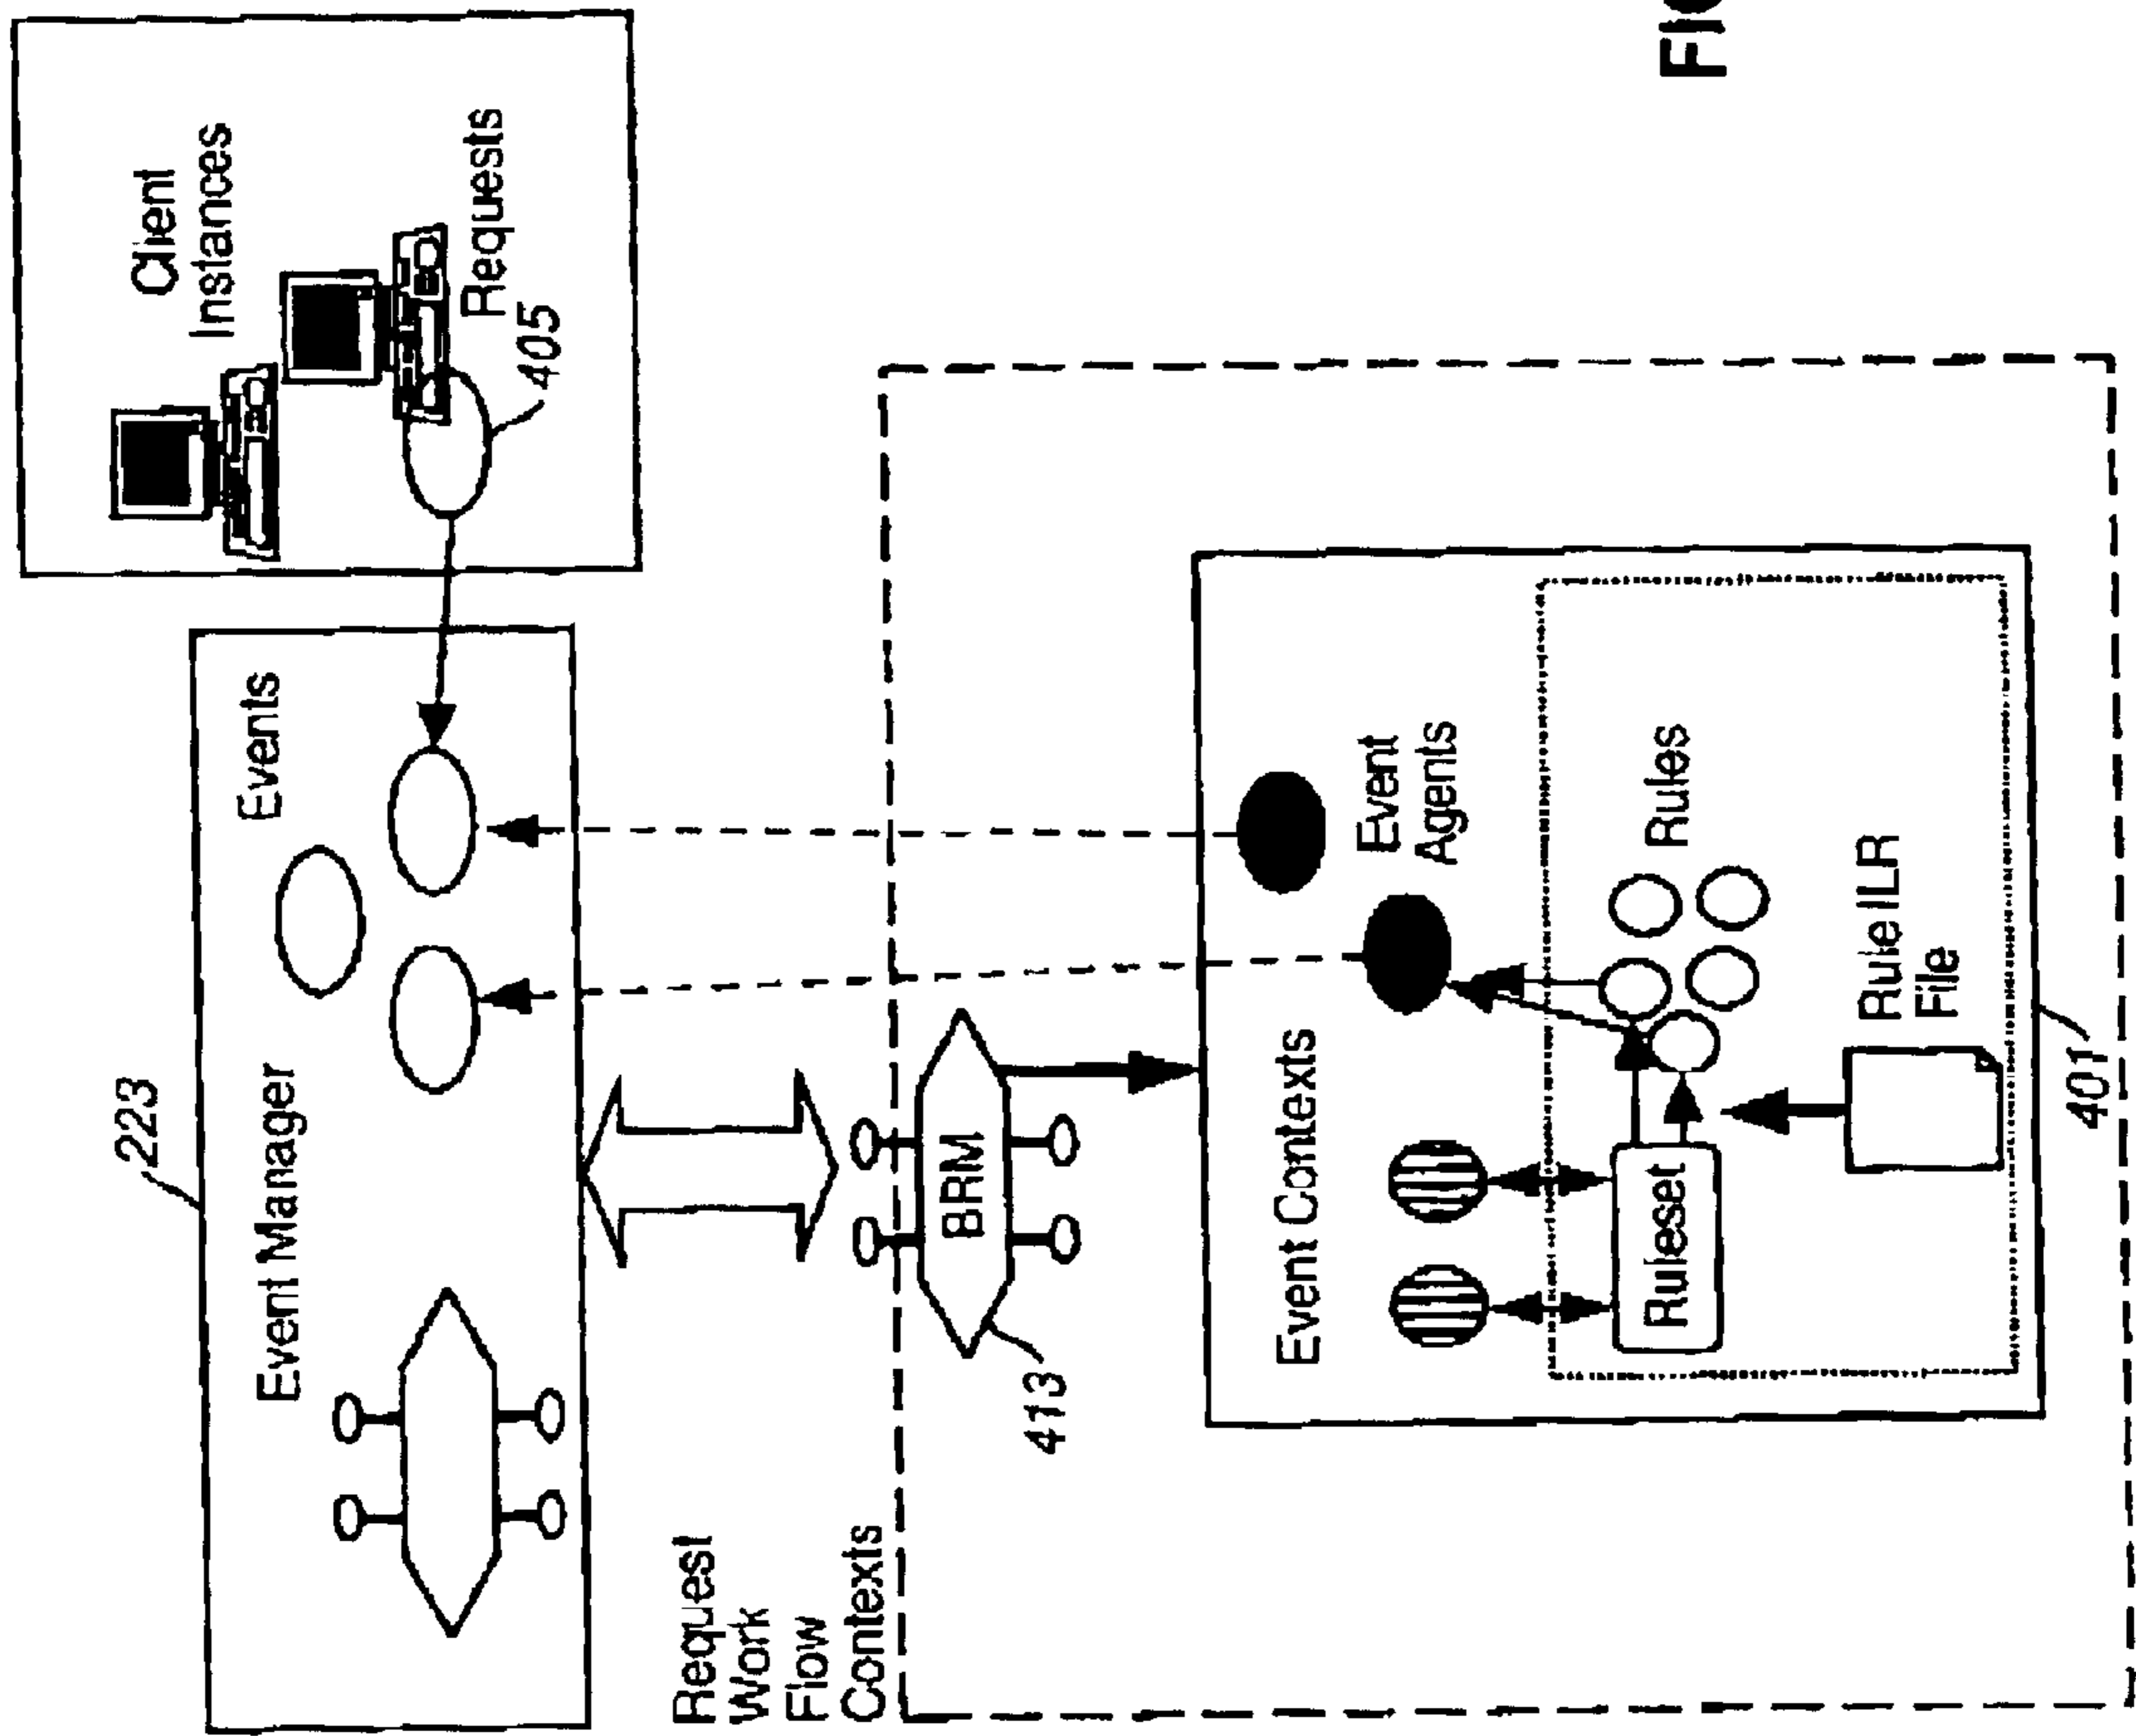 223
Event Manager
Events
Client
Instances
Requests
405
Request
Work
Flow
Contexts
BRM
413
Event Contexts
Event
Agents
Ruleset
Rules
Rule ILR
File
401